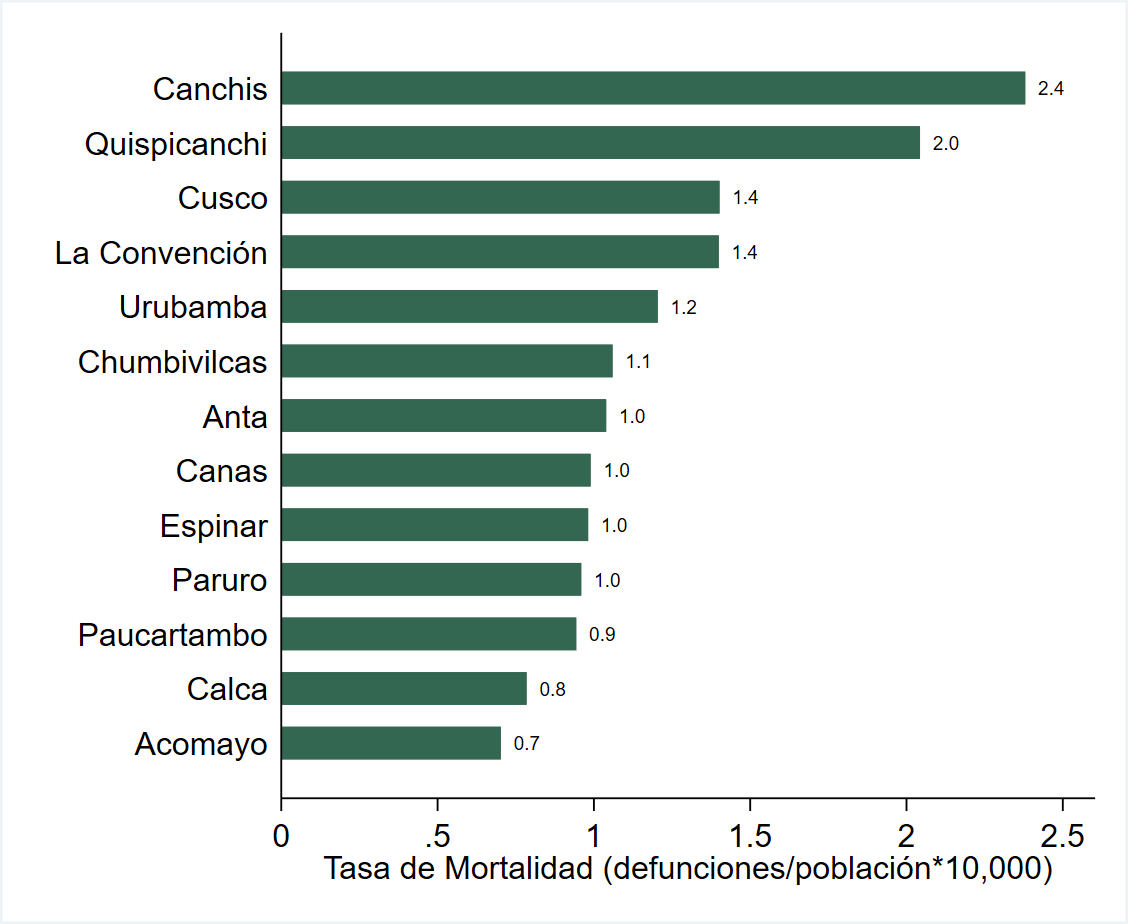 Canchis 2.4
Quispicanchi 2.0
Cusco 1.4
La Convención 1.4
Urubamba 1.2
Chumbivilcas 1.1
Anta 1.0
Canas 1.0
Espinar 1.0
Paruro 1.0
Paucartambo 0.9
Calca 0.8
Acomayo 0.7
0 .5 1 1.5 2 2.5
Tasa de Mortalidad (defunciones/población*10,000)